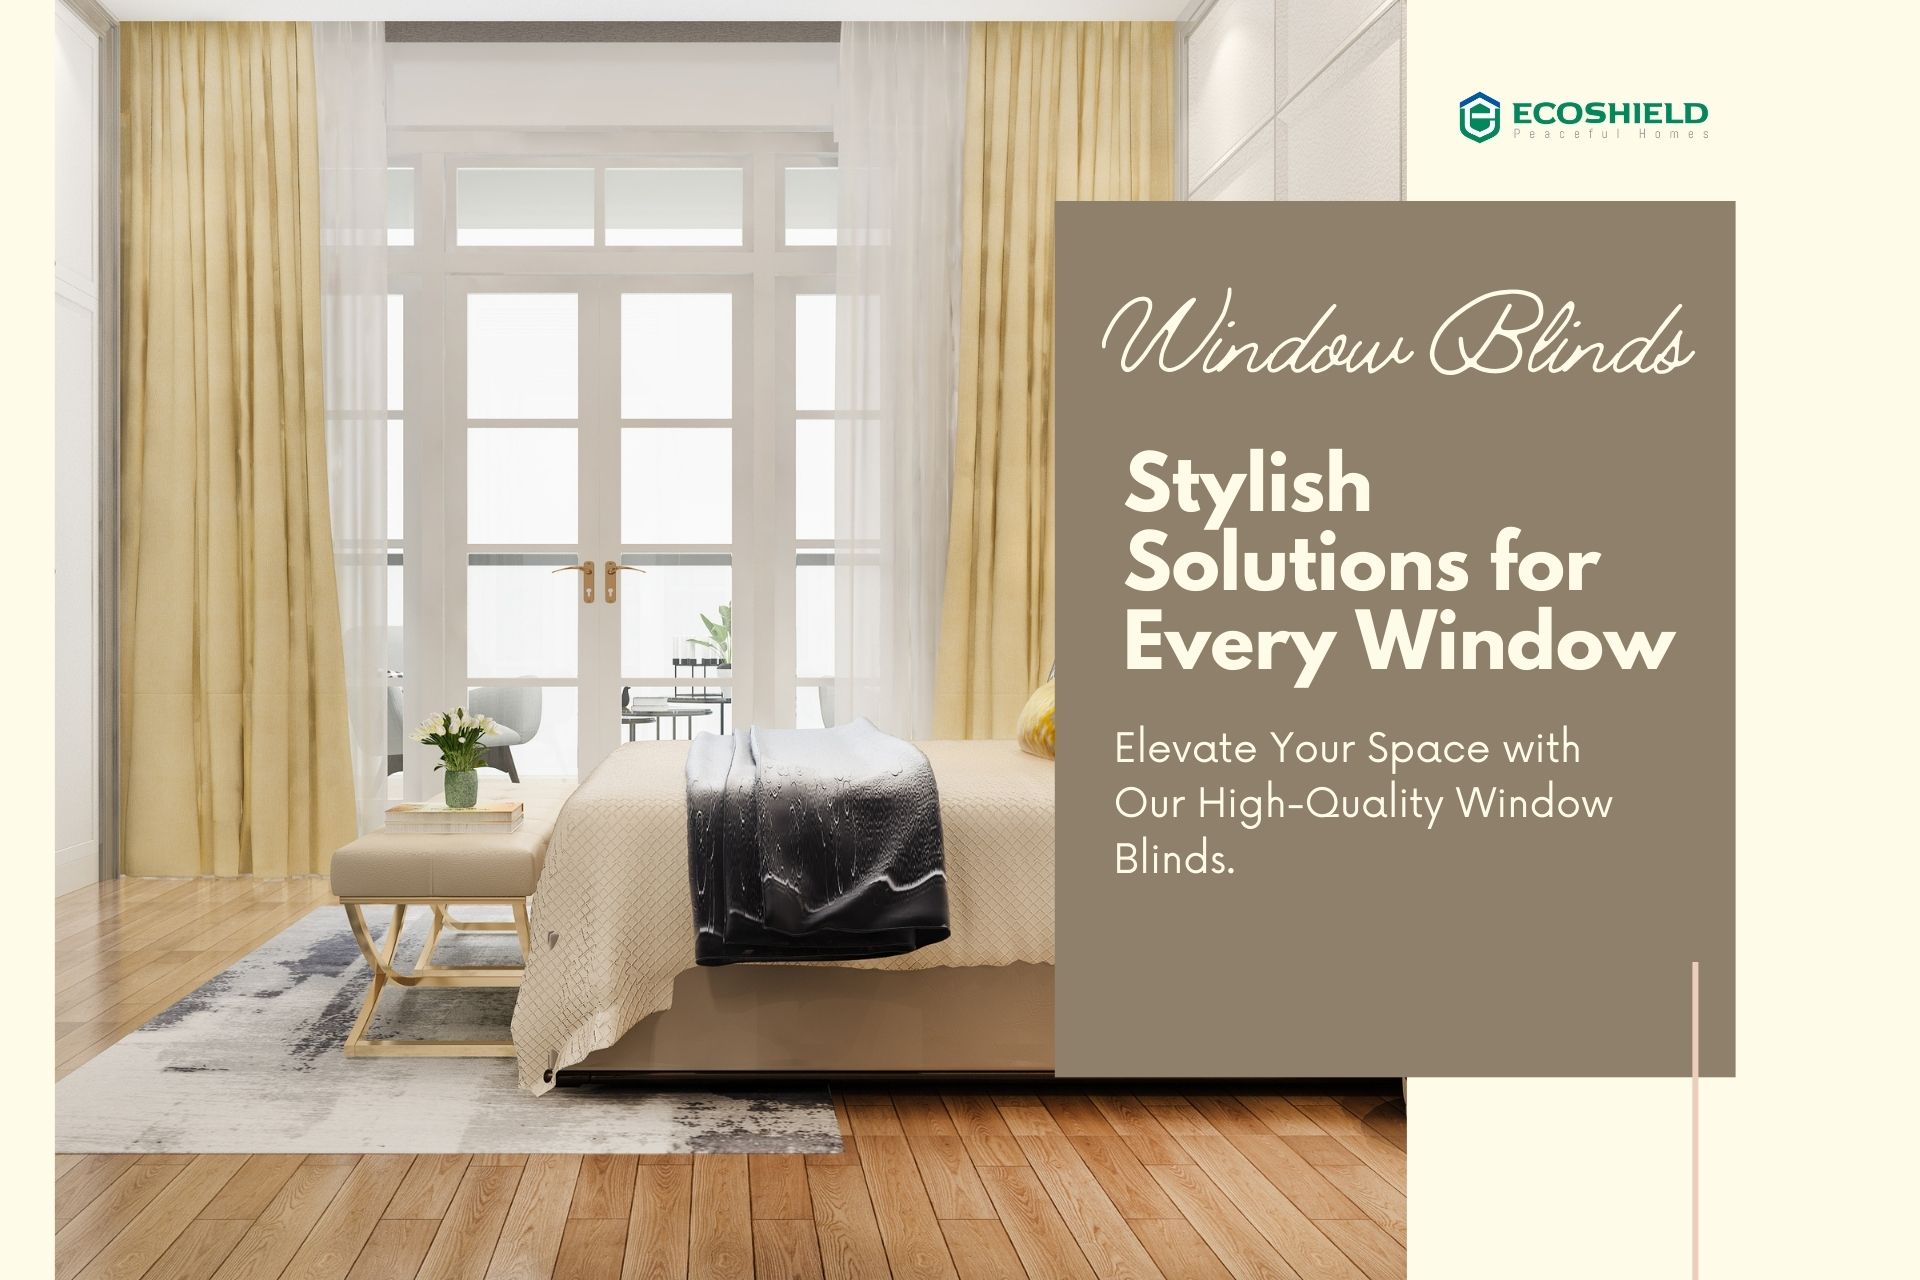 ECOSHIELD
Peaceful Homes
Window Blinds
Stylish
Solutions for
Every Window
Elevate Your Space with
Our High-Quality Window
Blinds.